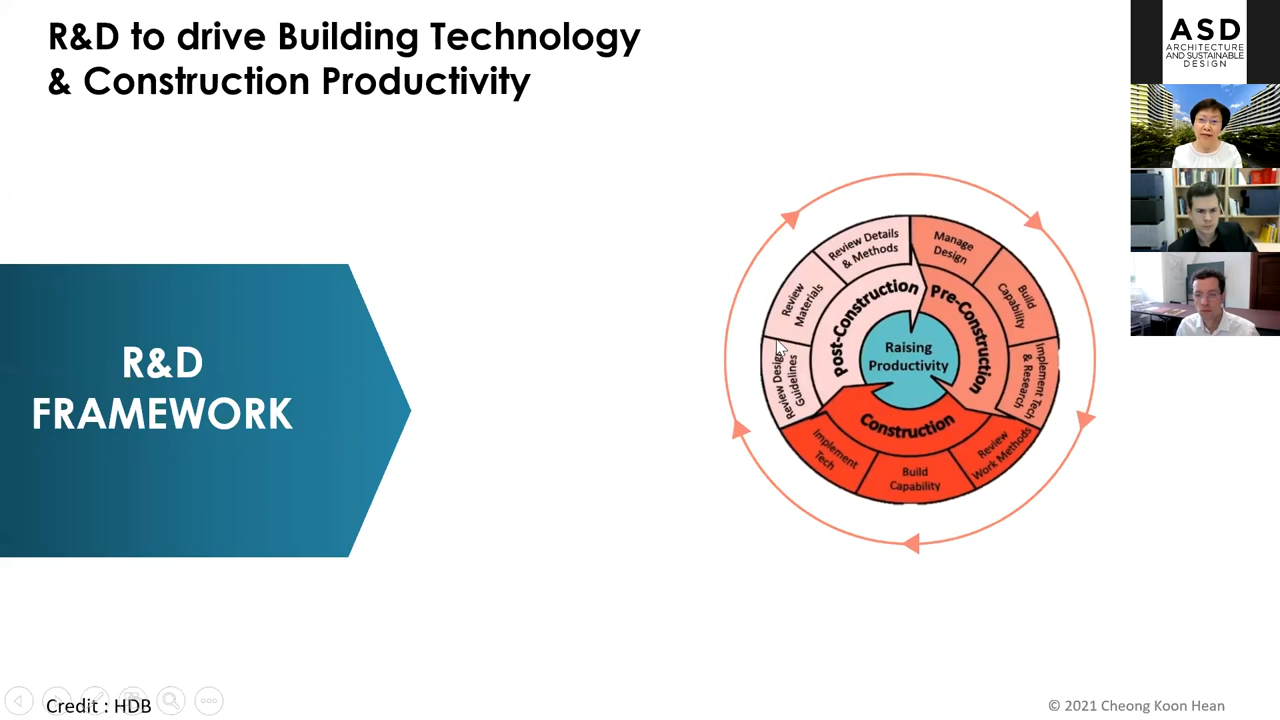 R&D to drive Building Technology
& Construction Productivity
ASD
ARCHITECTURE
AND SUSTAINABLE
DESIGN
R&D
FRAMEWORK
Raising
Productivity
Pre-Construction
Manage
Design
Build
Capability
Implement Tech
& Research
Construction
Review
Work Methods
Build
Capability
Implement
Tech
Post-Construction
Review Design
Guidelines
Review
Materials
Review Details
& Methods
Credit : HDB
© 2021 Cheong Koon Hean